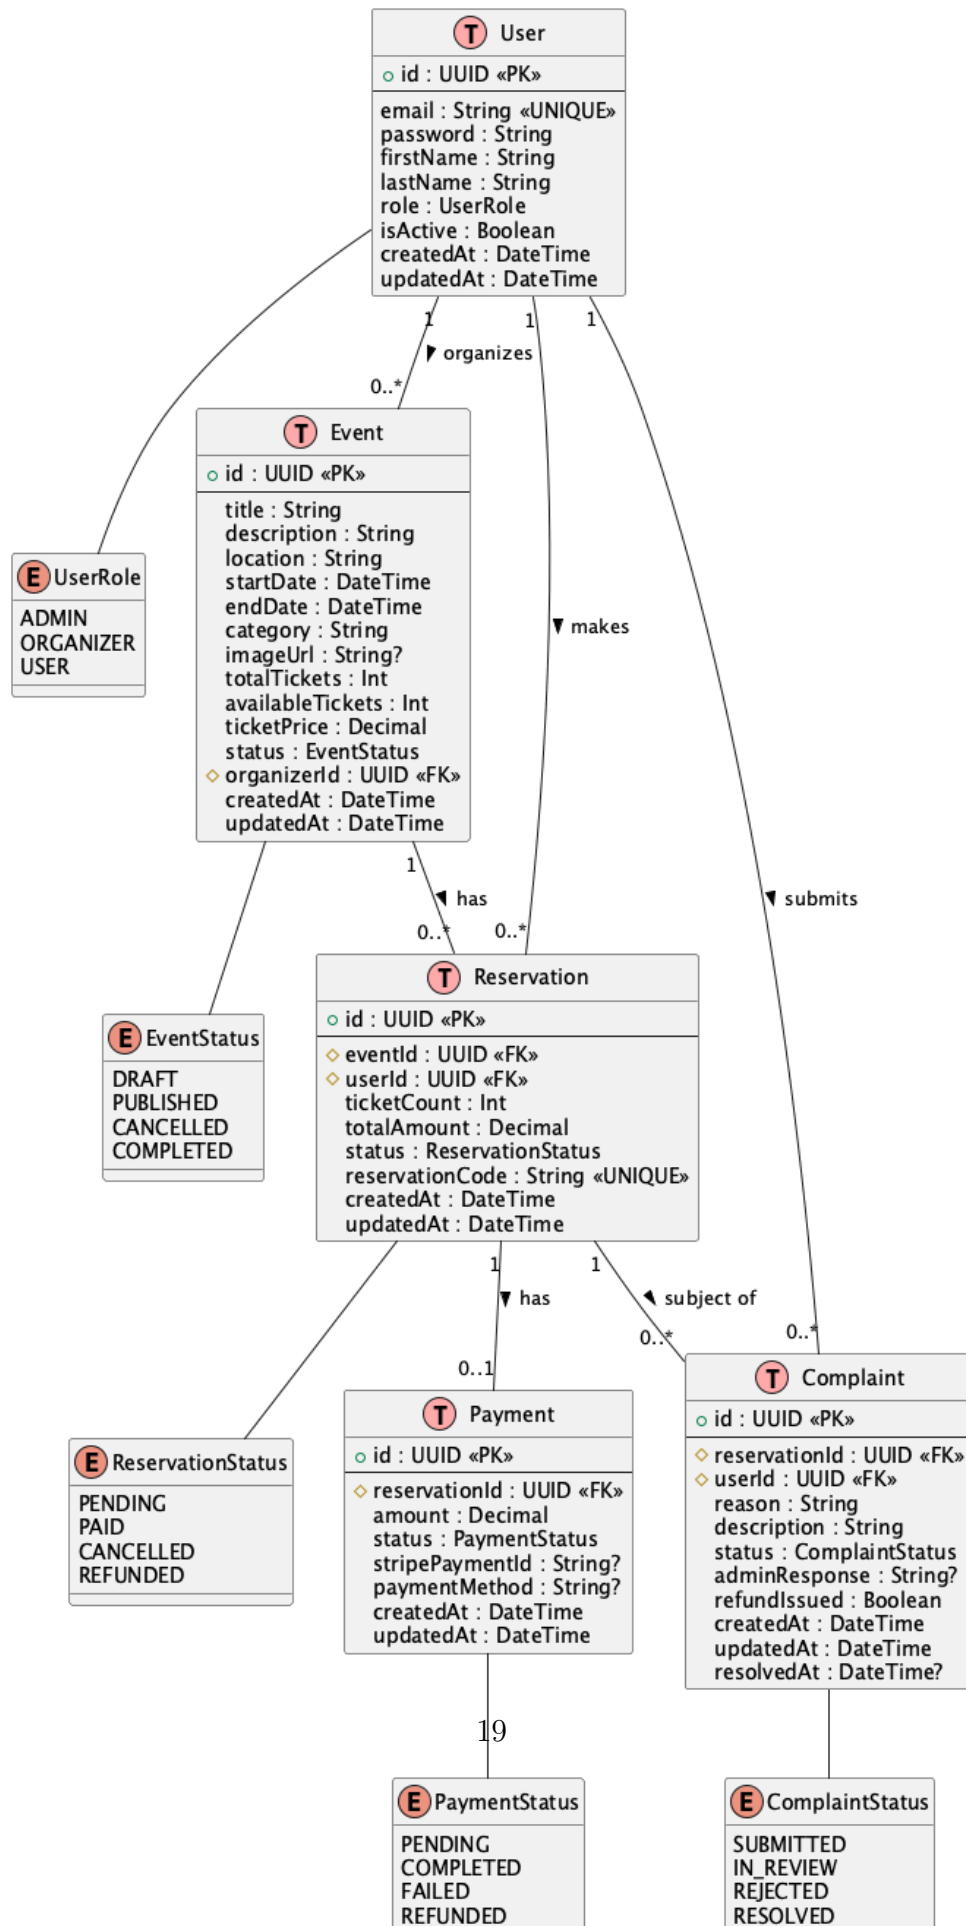 T User
id : UUID «PK»
email : String «UNIQUE»
password : String
firstName : String
lastName : String
role : UserRole
isActive : Boolean
createdAt : DateTime
updatedAt : DateTime
1
1
1
organizes
0..*
T Event
id : UUID «PK»
title : String
description : String
location : String
startDate : DateTime
endDate : DateTime
category : String
imageUrl : String?
totalTickets : Int
availableTickets : Int
ticketPrice : Decimal
status : EventStatus
organizerId : UUID «FK»
createdAt : DateTime
updatedAt : DateTime
E UserRole
ADMIN
ORGANIZER
USER
makes
1
has
submits
0..*
0..*
T Reservation
id : UUID «PK»
eventId : UUID «FK»
userId : UUID «FK»
ticketCount : Int
totalAmount : Decimal
status : ReservationStatus
reservationCode : String «UNIQUE»
createdAt : DateTime
updatedAt : DateTime
E EventStatus
DRAFT
PUBLISHED
CANCELLED
COMPLETED
1
1
has
subject of
0..*
0..*
0..1
T Payment
id : UUID «PK»
reservationId : UUID «FK»
amount : Decimal
status : PaymentStatus
stripePaymentId : String?
paymentMethod : String?
createdAt : DateTime
updatedAt : DateTime
T Complaint
id : UUID «PK»
reservationId : UUID «FK»
userId : UUID «FK»
reason : String
description : String
status : ComplaintStatus
adminResponse : String?
refundIssued : Boolean
createdAt : DateTime
updatedAt : DateTime
resolvedAt : DateTime?
E ReservationStatus
PENDING
PAID
CANCELLED
REFUNDED
19
E PaymentStatus
PENDING
COMPLETED
FAILED
REFUNDED
E ComplaintStatus
SUBMITTED
IN_REVIEW
REJECTED
RESOLVED